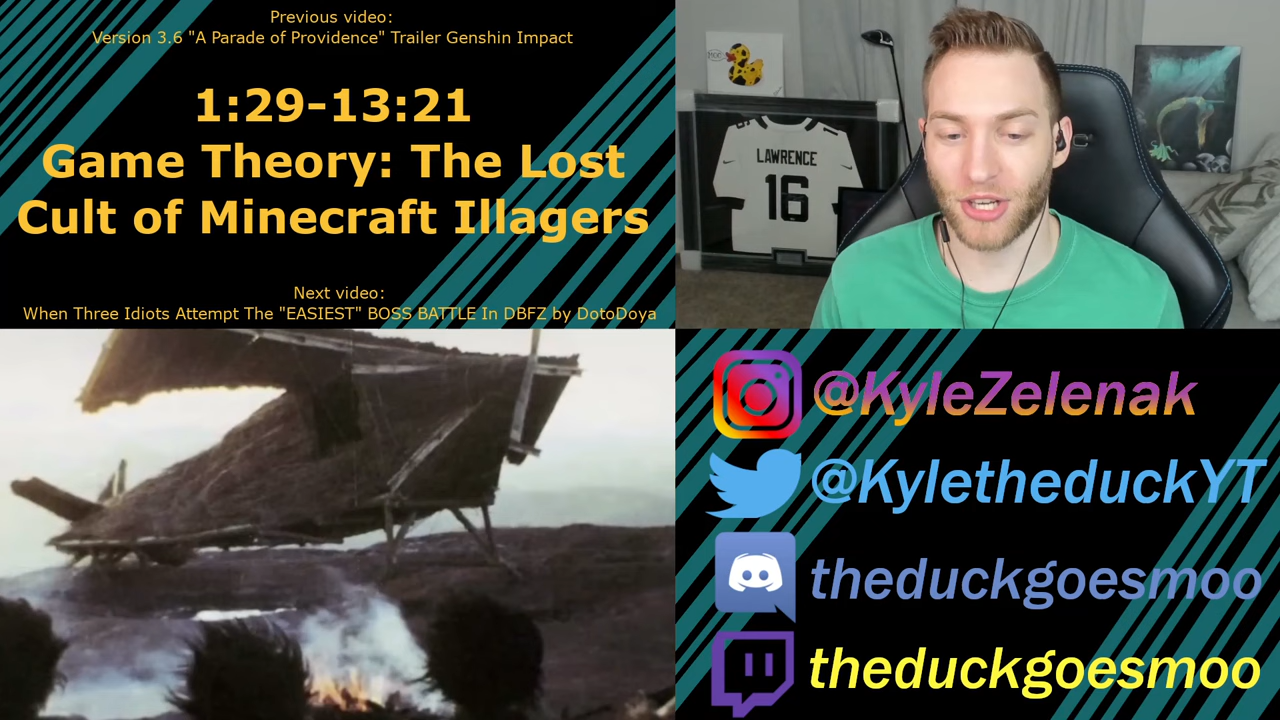 Previous video:
Version 3.6 "A Parade of Providence" Trailer Genshin Impact
1:29-13:21
Game Theory: The Lost
Cult of Minecraft Illagers
Next video:
When Three Idiots Attempt The "EASIEST" BOSS BATTLE In DBFZ by DotoDoya
LAWRENCE
16
@KyleZelenak
@KyletheduckYT
theduckgoesmoo
theduckgoesmoo